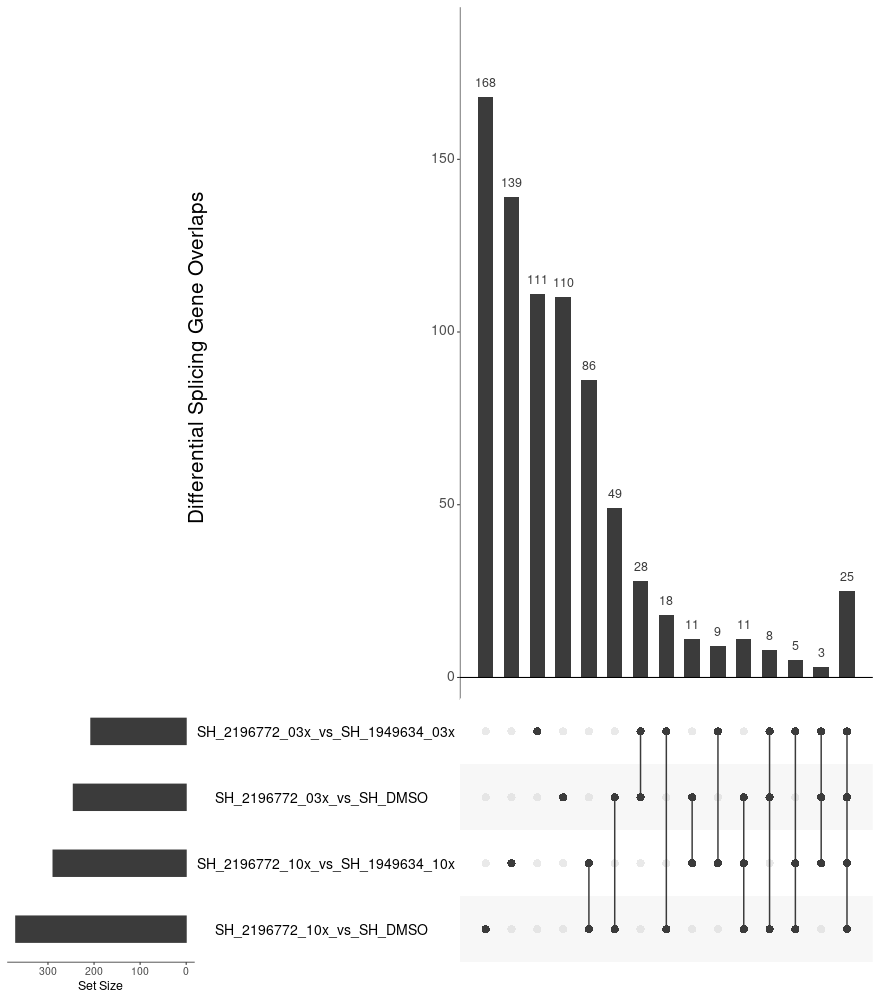 168
139
111 110
86
49
28
18
11
9
11
8
5
3
25
150
100
50
0
Differential Splicing Gene Overlaps
SH_2196772_03x_vs_SH_1949634_03x
SH_2196772_03x_vs_SH_DMSO
SH_2196772_10x_vs_SH_1949634_10x
SH_2196772_10x_vs_SH_DMSO
300 200 100 0
Set Size